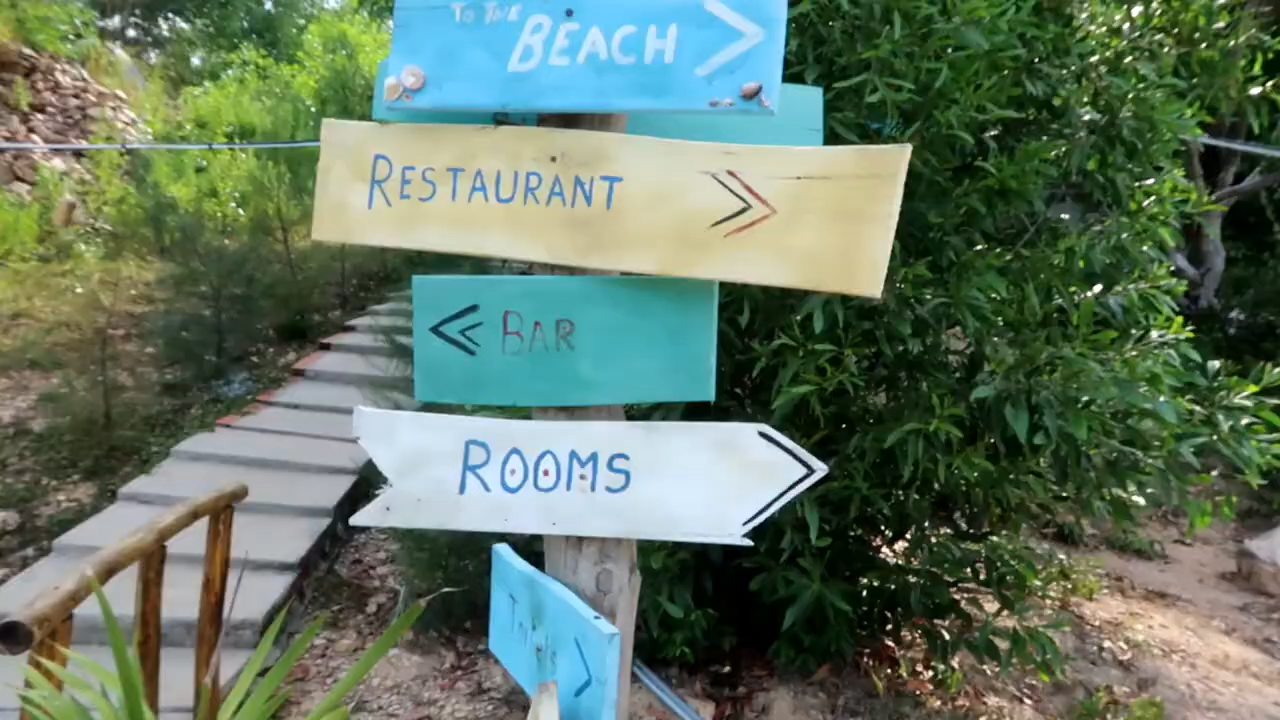 To The
BEACH >
RESTAURANT >>
<< BAR
ROOMS >>